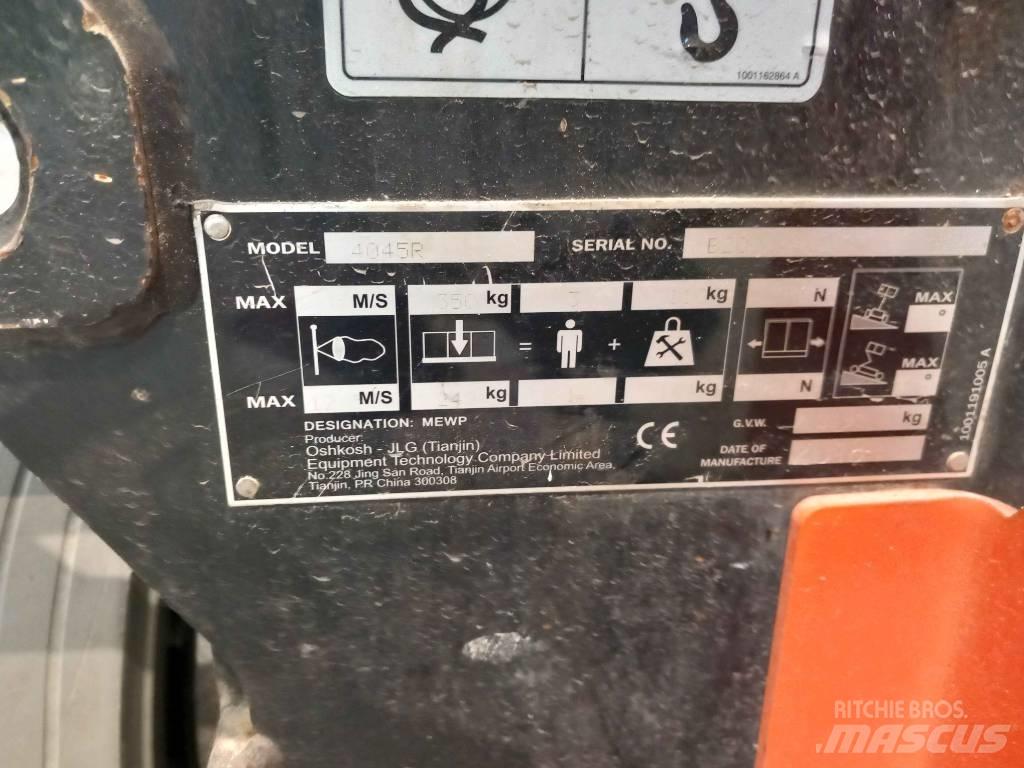 1001162864 A
MODEL 4045R SERIAL NO.
MAX M/S 350 kg 3 kg N MAX °
= +
MAX M/S kg kg N MAX °
DESIGNATION: MEWP
Producer:
Oshkosh - JLG (Tianjin)
Equipment Technology Company Limited
No.228 Jing San Road, Tianjin Airport Economic Area,
Tianjin, PR China 300308
CE
G.V.W. kg
DATE OF
MANUFACTURE
1001191005 A
RITCHIE BROS.
MASCUS